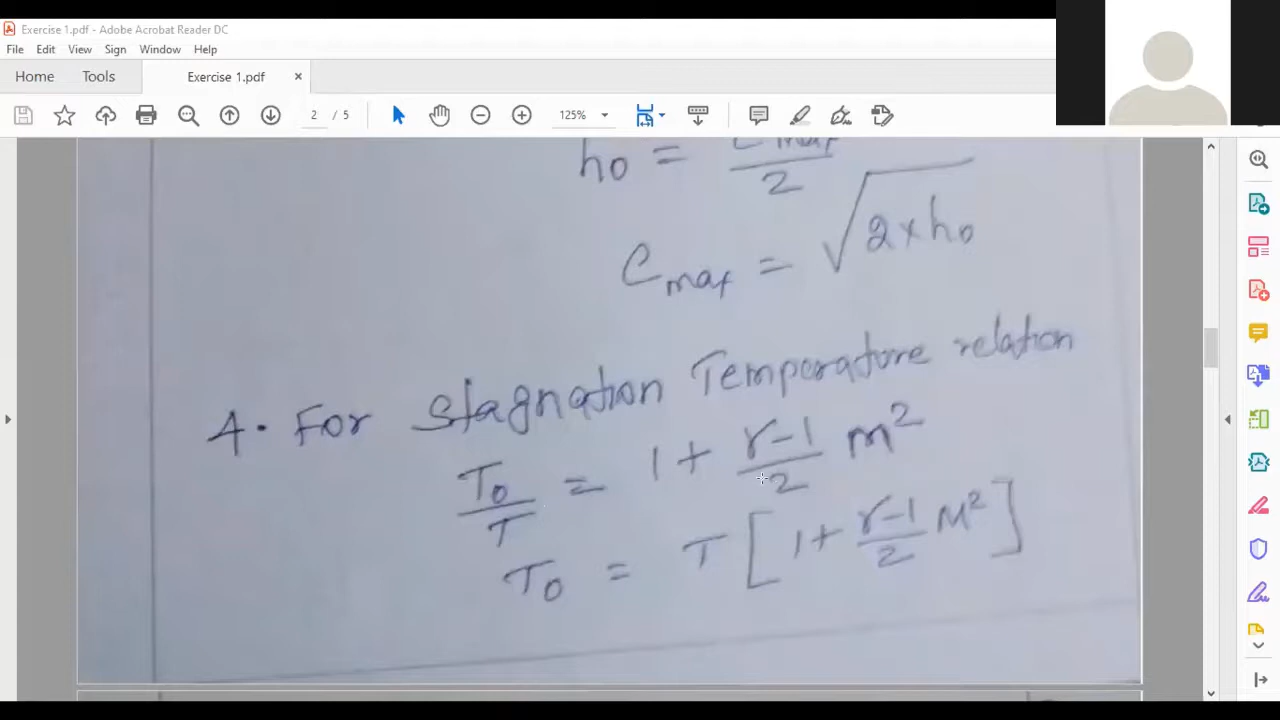 Exercise 1.pdf - Adobe Acrobat Reader DC
File Edit View Sign Window Help
Home Tools Exercise 1.pdf ×
2 / 5 125%
h0 = Cmax / 2
Cmax = √2×h0
4. For Stagnation Temperature relation
T0/T = 1 + γ-1/2 M²
T0 = T [1 + γ-1/2 M²]